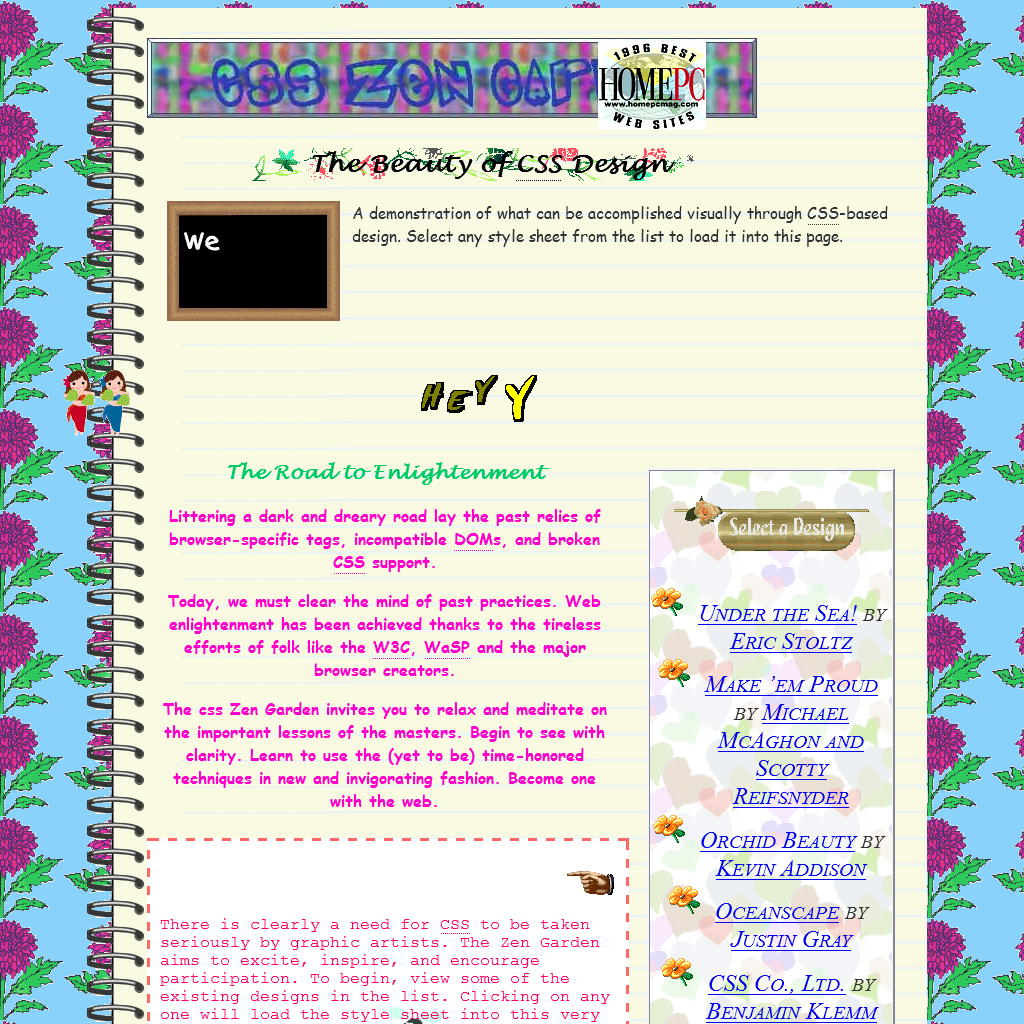 CSS ZEN
1996 BEST
HOMEPC
www.homepcmag.com
WEB SITES
The Beauty of CSS Design
We
A demonstration of what can be accomplished visually through CSS-based
design. Select any style sheet from the list to load it into this page.
HEY Y
The Road to Enlightenment
Littering a dark and dreary road lay the past relics of
browser-specific tags, incompatible DOMs, and broken
CSS support.
Today, we must clear the mind of past practices. Web
enlightenment has been achieved thanks to the tireless
efforts of folk like the W3C, WaSP and the major
browser creators.
The css Zen Garden invites you to relax and meditate on
the important lessons of the masters. Begin to see with
clarity. Learn to use the (yet to be) time-honored
techniques in new and invigorating fashion. Become one
with the web.
There is clearly a need for CSS to be taken
seriously by graphic artists. The Zen Garden
aims to excite, inspire, and encourage
participation. To begin, view some of the
existing designs in the list. Clicking on any
one will load the style sheet into this very
Select a Design
Under the Sea! by
Eric Stoltz
Make ’em Proud
by Michael
McAghon and
Scotty
Reifsnyder
Orchid Beauty by
Kevin Addison
Oceanscape by
Justin Gray
CSS Co., Ltd. by
Benjamin Klemm